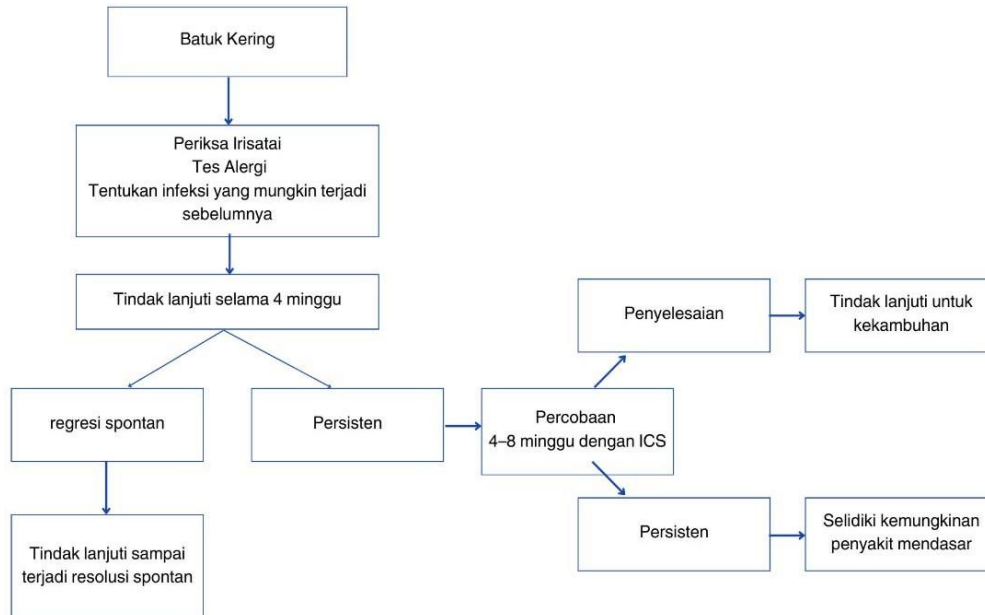 Batuk Kering
Periksa Irisatai
Tes Alergi
Tentukan infeksi yang mungkin terjadi
sebelumnya
Tindak lanjuti selama 4 minggu
regresi spontan
Tindak lanjuti sampai
terjadi resolusi spontan
Persisten
Percobaan
4–8 minggu dengan ICS
Penyelesaian
Tindak lanjuti untuk
kekambuhan
Persisten
Selidiki kemungkinan
penyakit mendasar